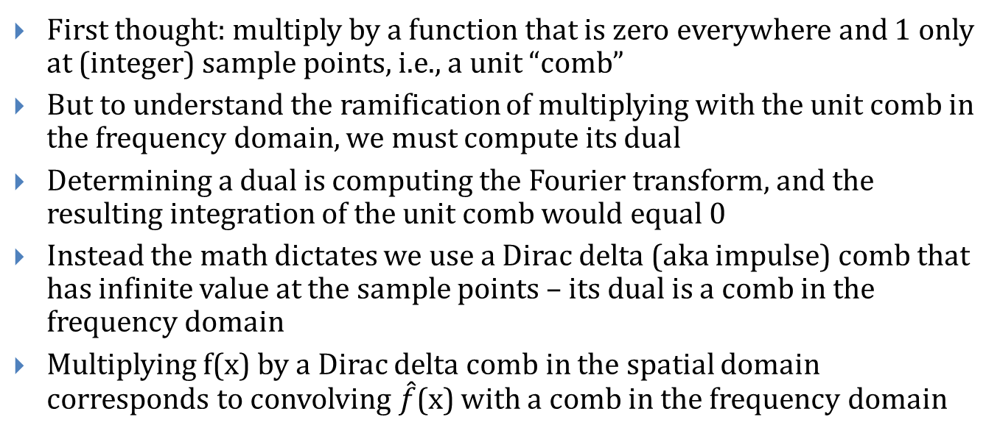 First thought: multiply by a function that is zero everywhere and 1 only
at (integer) sample points, i.e., a unit “comb”
But to understand the ramification of multiplying with the unit comb in
the frequency domain, we must compute its dual
Determining a dual is computing the Fourier transform, and the
resulting integration of the unit comb would equal 0
Instead the math dictates we use a Dirac delta (aka impulse) comb that
has infinite value at the sample points – its dual is a comb in the
frequency domain
Multiplying f(x) by a Dirac delta comb in the spatial domain
corresponds to convolving f̂(x) with a comb in the frequency domain